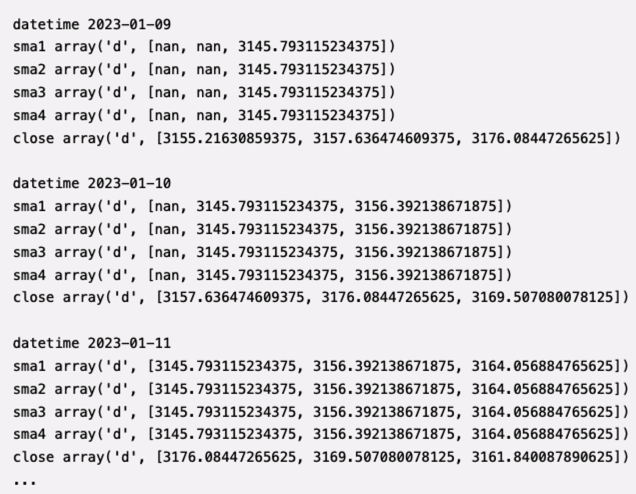 datetime 2023-01-09
sma1 array('d', [nan, nan, 3145.793115234375])
sma2 array('d', [nan, nan, 3145.793115234375])
sma3 array('d', [nan, nan, 3145.793115234375])
sma4 array('d', [nan, nan, 3145.793115234375])
close array('d', [3155.21630859375, 3157.636474609375, 3176.08447265625])
datetime 2023-01-10
sma1 array('d', [nan, 3145.793115234375, 3156.392138671875])
sma2 array('d', [nan, 3145.793115234375, 3156.392138671875])
sma3 array('d', [nan, 3145.793115234375, 3156.392138671875])
sma4 array('d', [nan, 3145.793115234375, 3156.392138671875])
close array('d', [3157.636474609375, 3176.08447265625, 3169.507080078125])
datetime 2023-01-11
sma1 array('d', [3145.793115234375, 3156.392138671875, 3164.056884765625])
sma2 array('d', [3145.793115234375, 3156.392138671875, 3164.056884765625])
sma3 array('d', [3145.793115234375, 3156.392138671875, 3164.056884765625])
sma4 array('d', [3145.793115234375, 3156.392138671875, 3164.056884765625])
close array('d', [3176.08447265625, 3169.507080078125, 3161.840087890625])
...